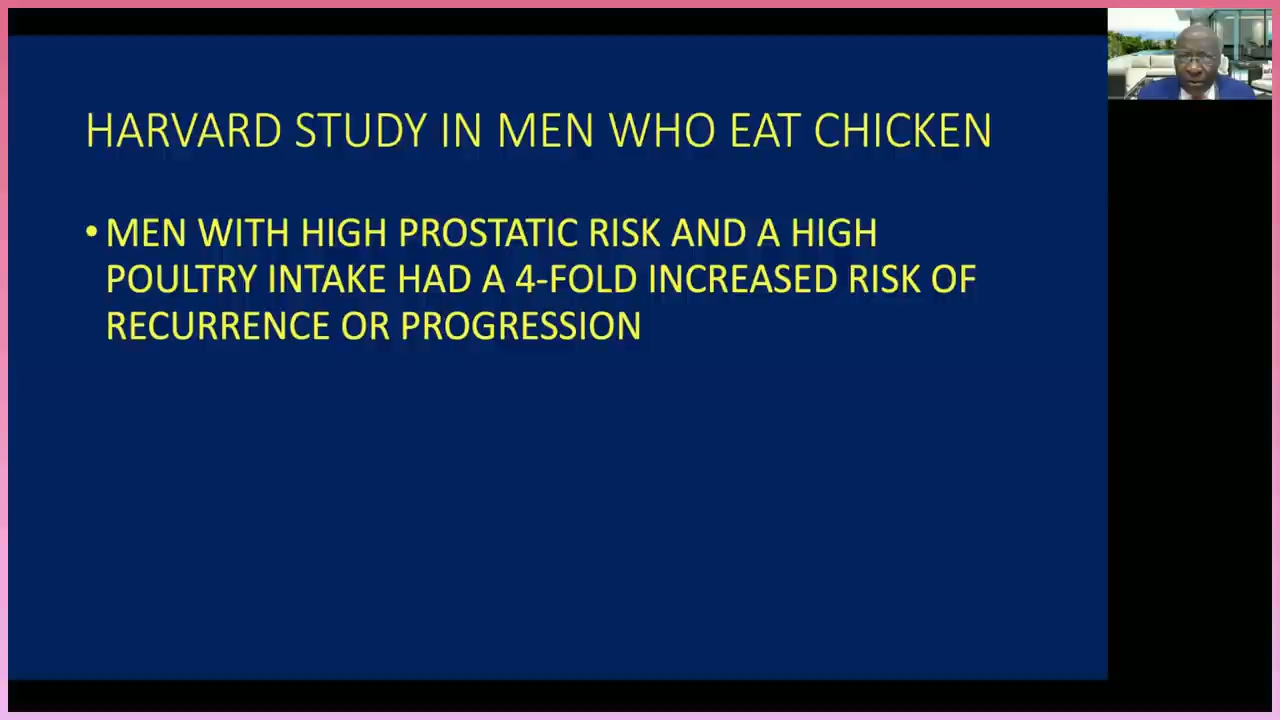 HARVARD STUDY IN MEN WHO EAT CHICKEN
• MEN WITH HIGH PROSTATIC RISK AND A HIGH
POULTRY INTAKE HAD A 4-FOLD INCREASED RISK OF
RECURRENCE OR PROGRESSION